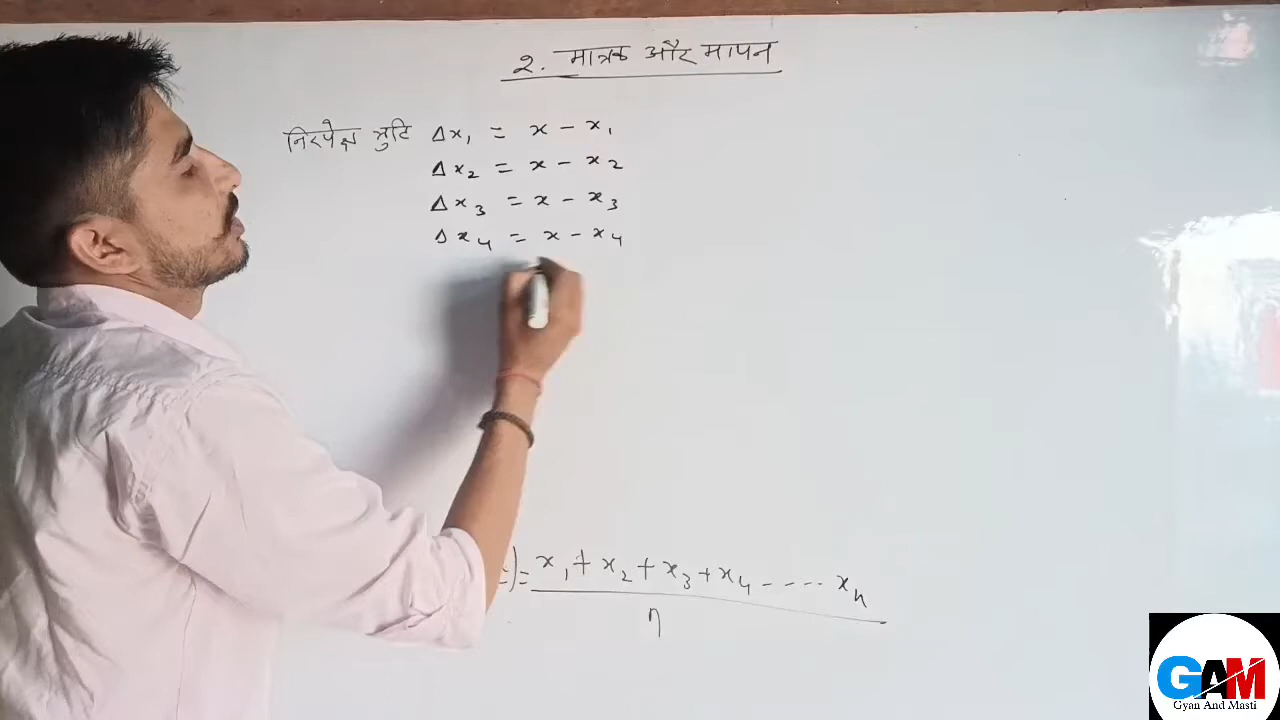 2. मात्रक और मापन
निरपेक्ष त्रुटि Δx₁ = x - x₁
Δx₂ = x - x₂
Δx₃ = x - x₃
Δx₄ = x - x₄
)= x₁ + x₂ + x₃ + x₄ - - - - - xₙ
n
GAM
Gyan And Masti